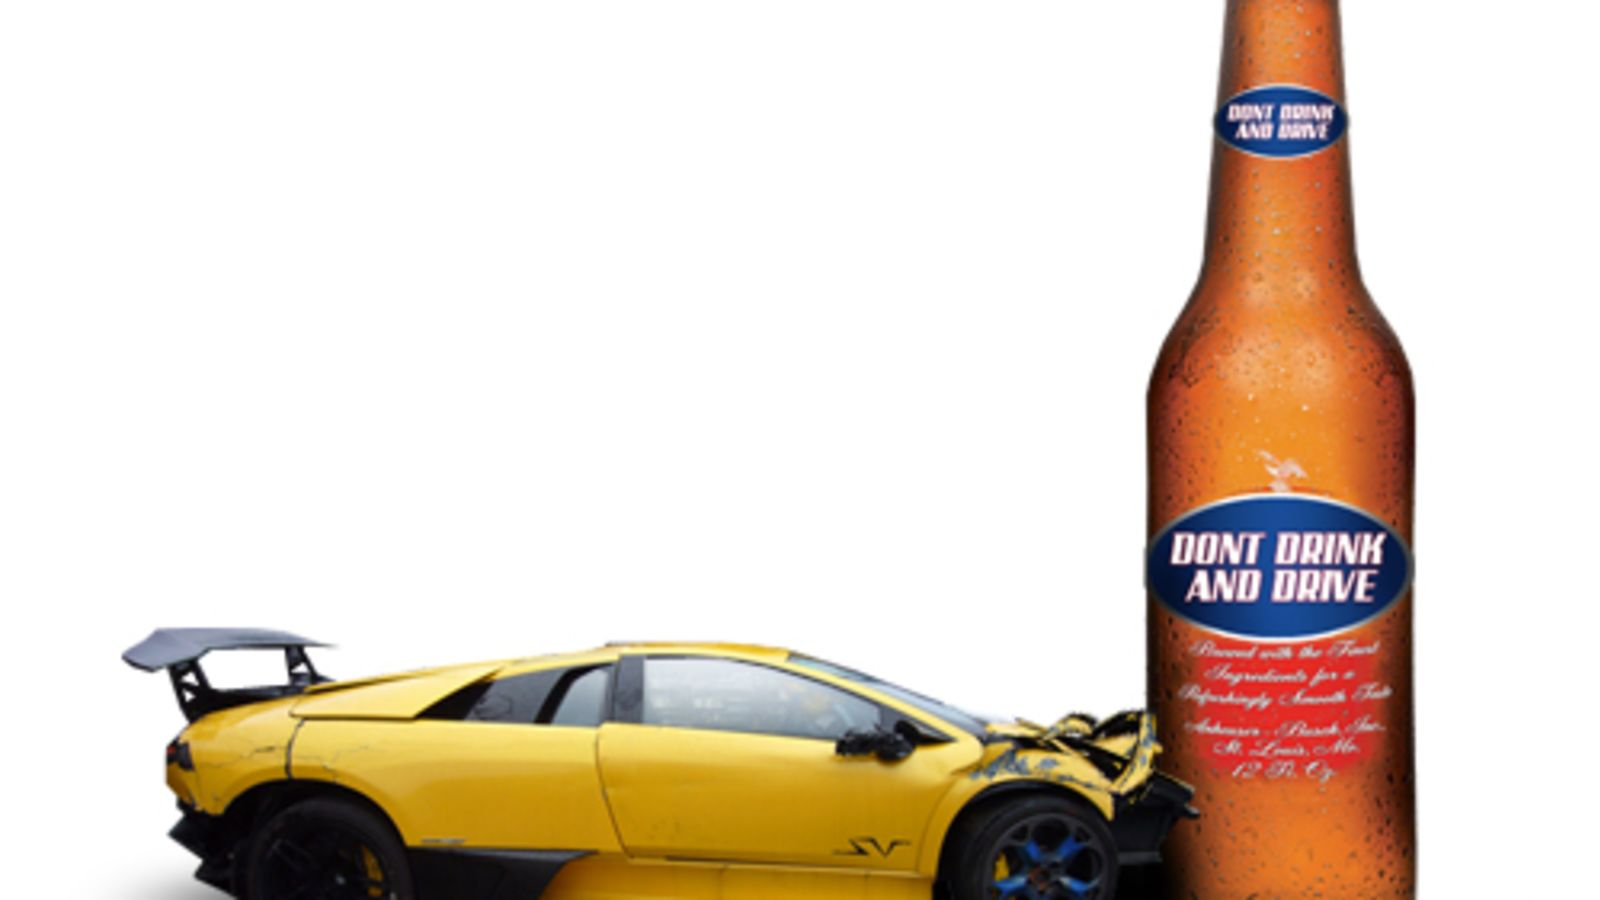 DONT DRINK
AND DRIVE
DONT DRINK
AND DRIVE
Brewed with the Finest
Ingredients for a
Refreshingly Smooth Taste
Anheuser-Busch, Inc.,
St. Louis, Mo.
12 Fl. Oz.
SV